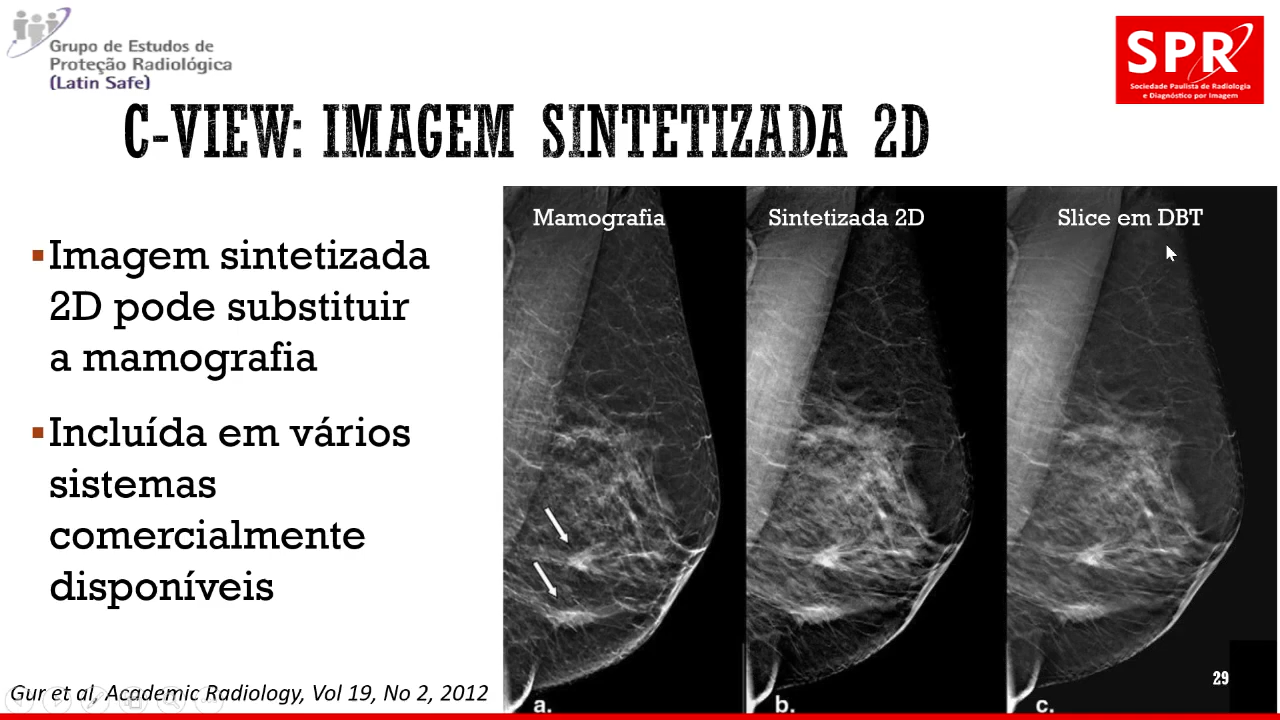 Grupo de Estudos de
Proteção Radiológica
(Latin Safe)
SPR
Sociedade Paulista de Radiologia
e Diagnóstico por Imagem
C-VIEW: IMAGEM SINTETIZADA 2D
▪Imagem sintetizada
2D pode substituir
a mamografia
▪Incluída em vários
sistemas
comercialmente
disponíveis
Mamografia
Sintetizada 2D
Slice em DBT
a.
b.
c.
29
Gur et al, Academic Radiology, Vol 19, No 2, 2012